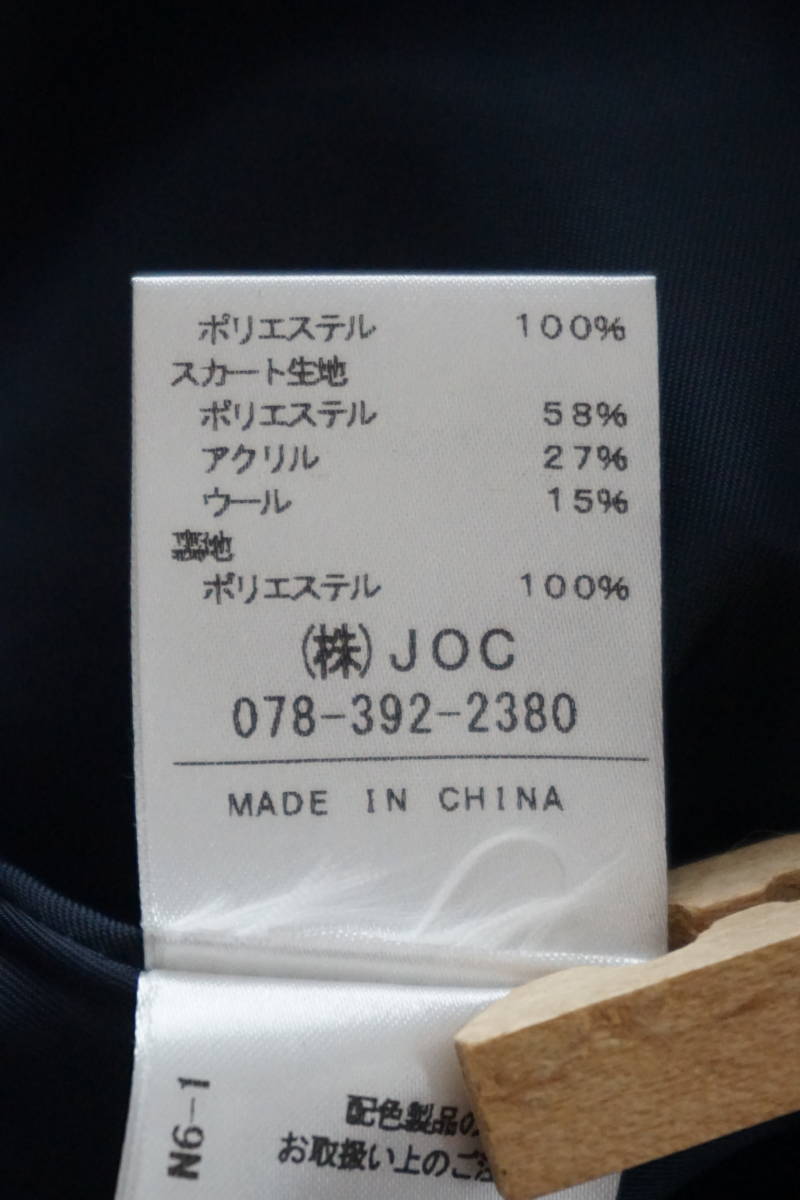 ポリエステル 100%
スカート生地
ポリエステル 58%
アクリル 27%
ウール 15%
裏地
ポリエステル 100%
(株)JOC
078-392-2380
MADE IN CHINA
N6-1
配色製品の
お取扱い上のご注